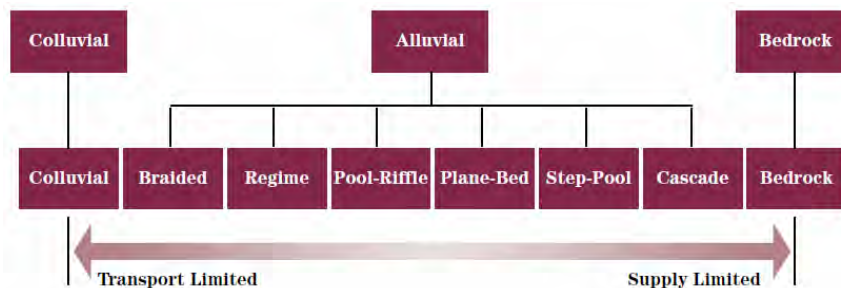 Colluvial
Alluvial
Bedrock
Colluvial
Braided
Regime
Pool-Riffle
Plane-Bed
Step-Pool
Cascade
Bedrock
Transport Limited
Supply Limited